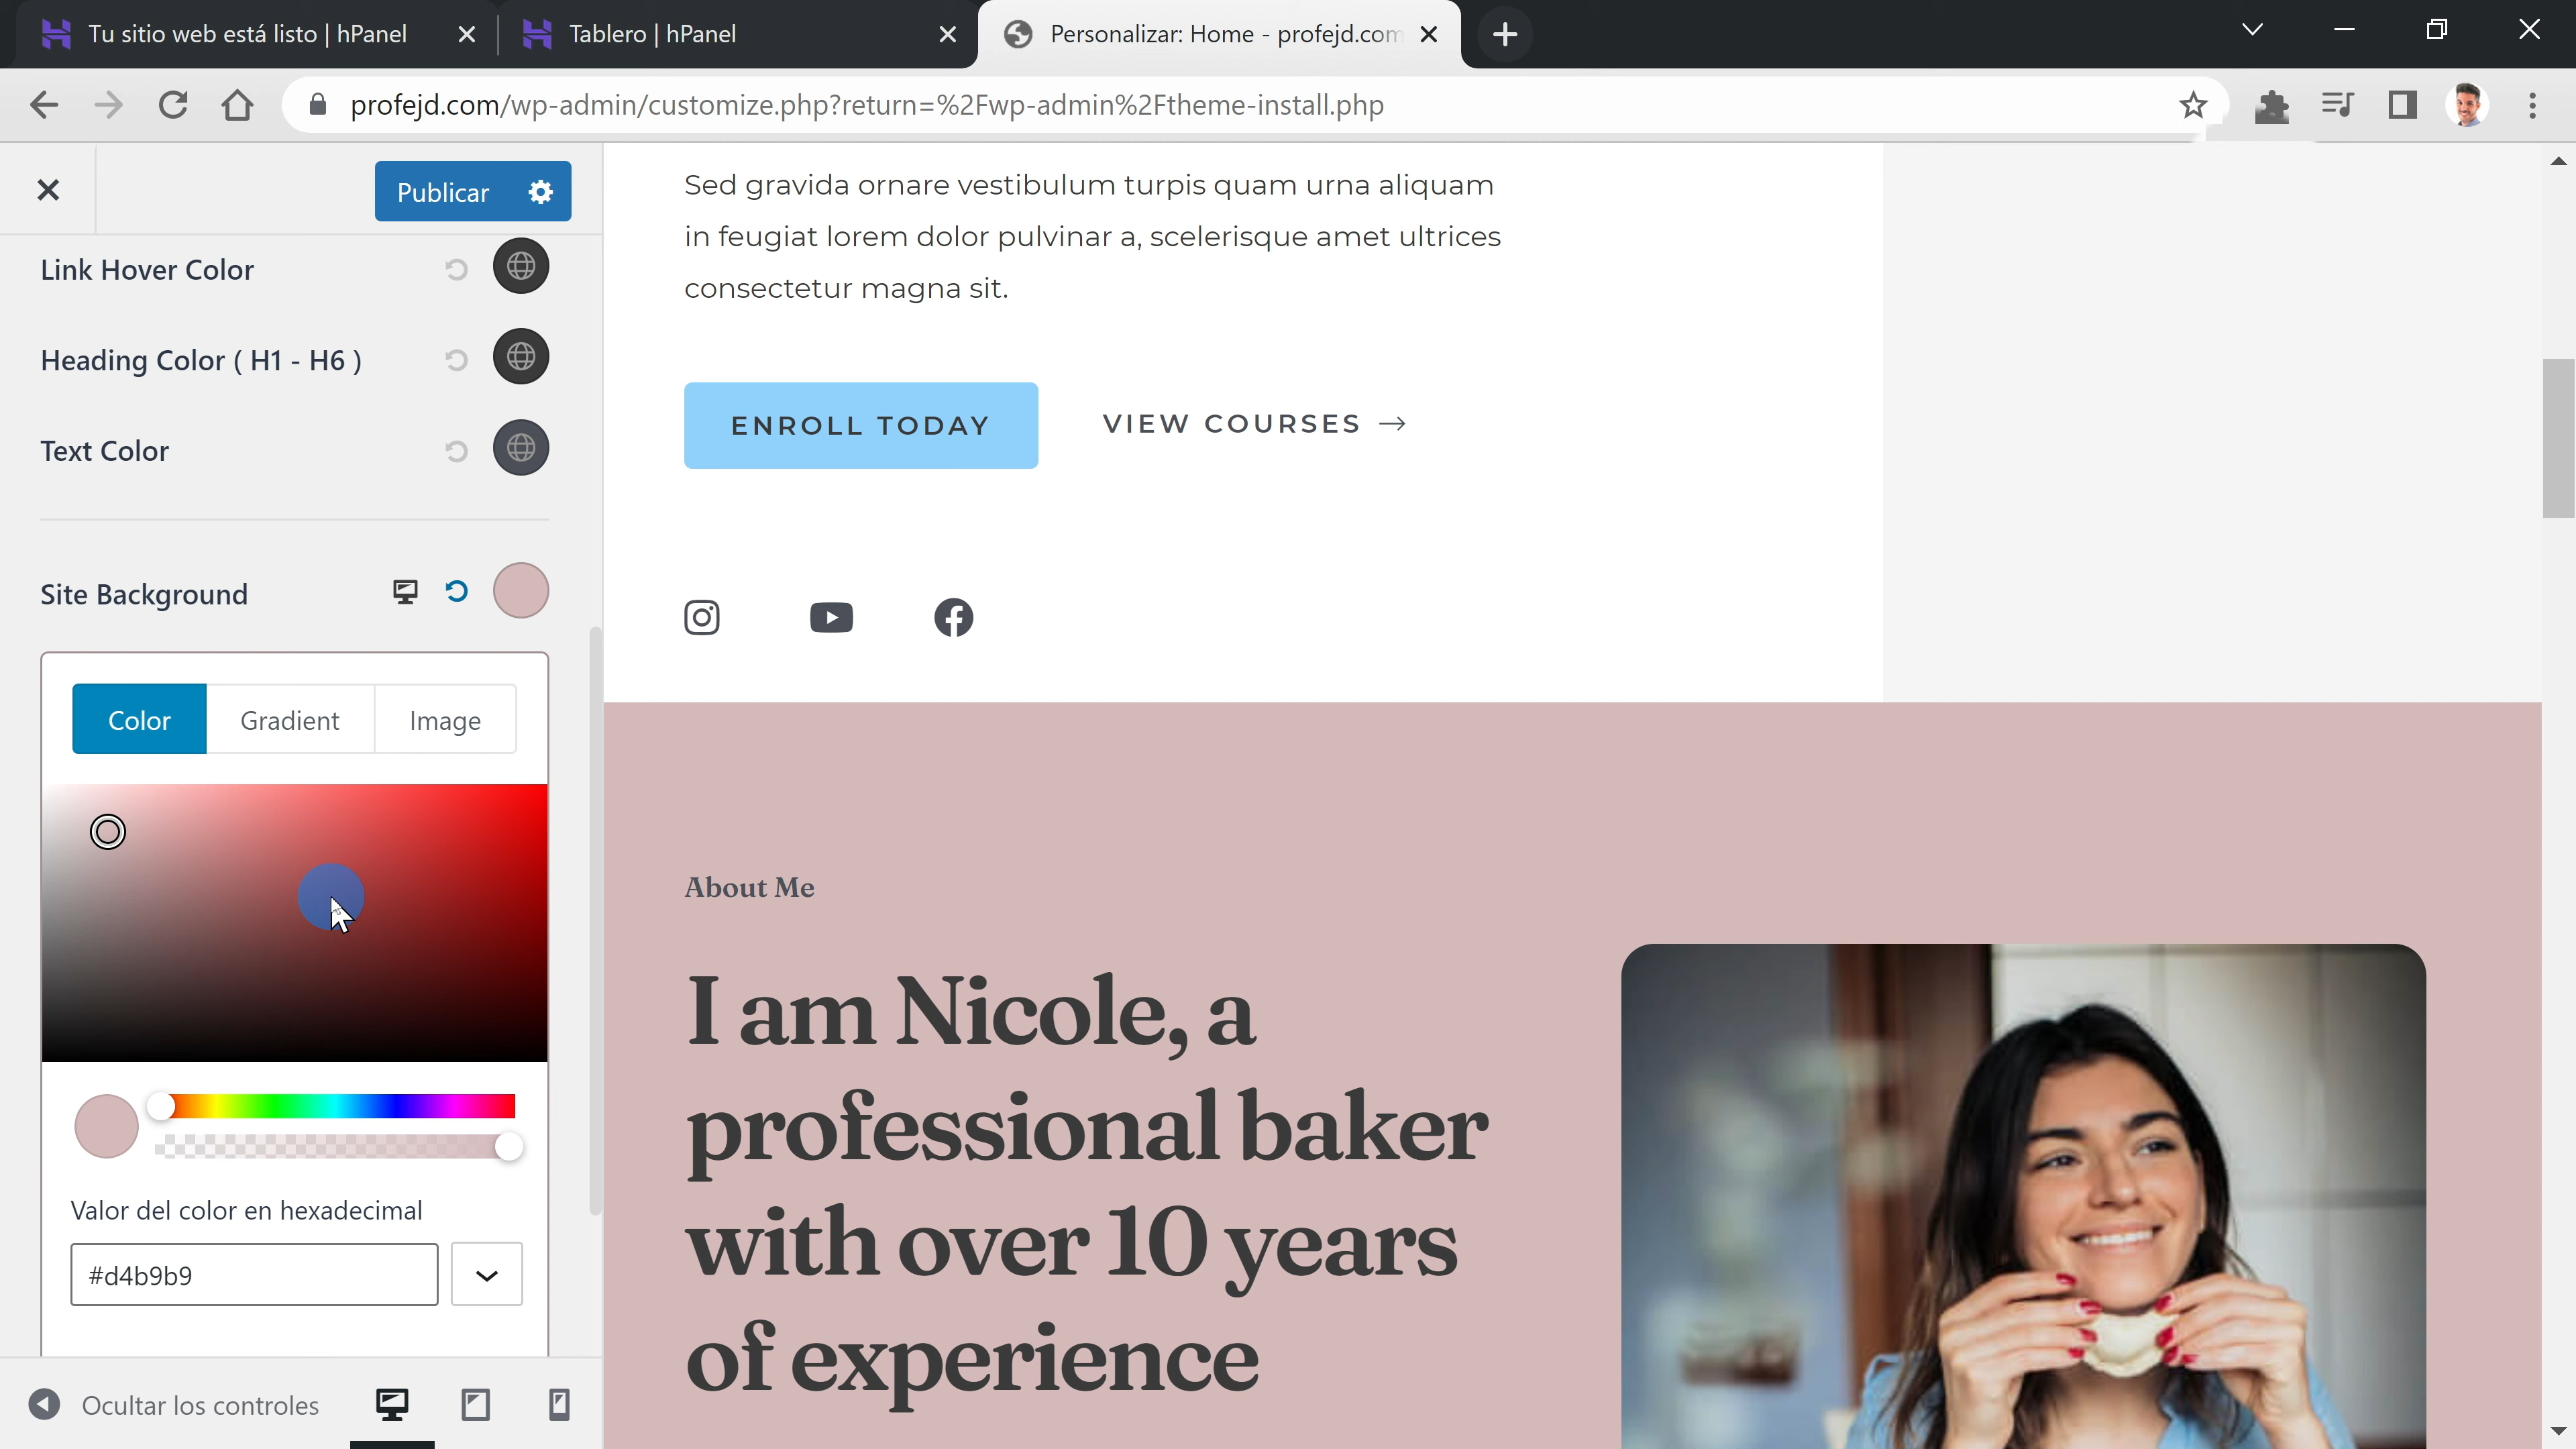 Tu sitio web está listo | hPanel
Tablero | hPanel
Personalizar: Home - profejd.com
profejd.com/wp-admin/customize.php?return=%2Fwp-admin%2Ftheme-install.php
Publicar
Link Hover Color
Heading Color ( H1 - H6 )
Text Color
Site Background
Color
Gradient
Image
Valor del color en hexadecimal
#d4b9b9
Ocultar los controles
Sed gravida ornare vestibulum turpis quam urna aliquam
in feugiat lorem dolor pulvinar a, scelerisque amet ultrices
consectetur magna sit.
ENROLL TODAY
VIEW COURSES →
About Me
I am Nicole, a
professional baker
with over 10 years
of experience